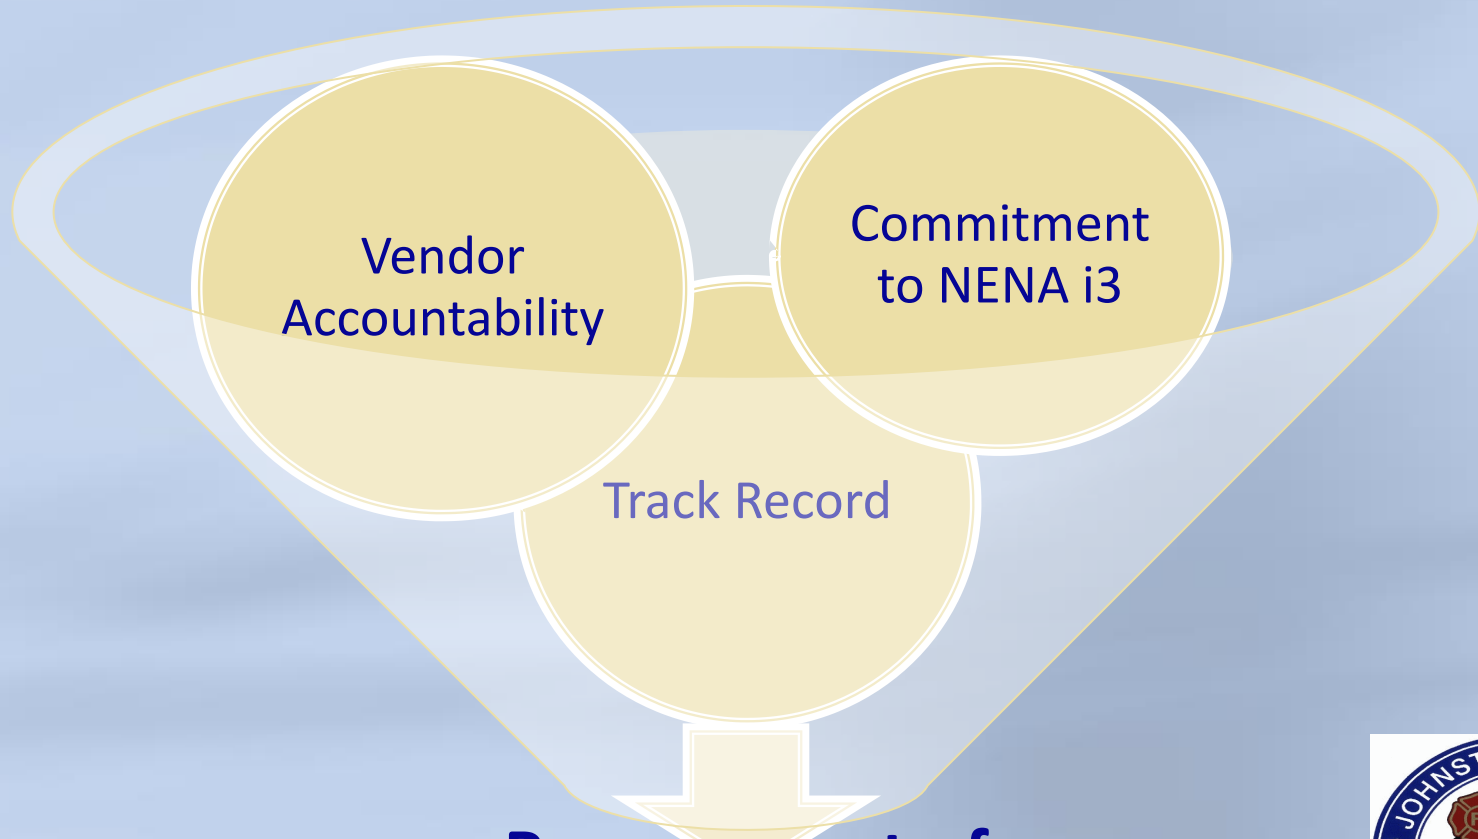 Vendor
Accountability
Commitment
to NENA i3
Track Record